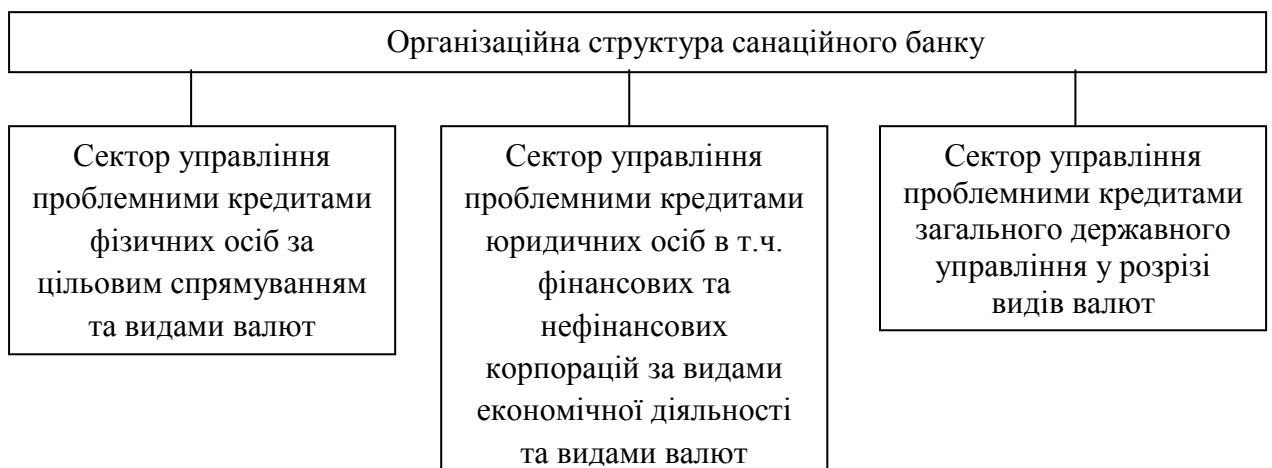 Організаційна структура санаційного банку
Сектор управління
проблемними кредитами
фізичних осіб за
цільовим спрямуванням
та видами валют
Сектор управління
проблемними кредитами
юридичних осіб в т.ч.
фінансових та
нефінансових
корпорацій за видами
економічної діяльності
та видами валют
Сектор управління
проблемними кредитами
загального державного
управління у розрізі
видів валют